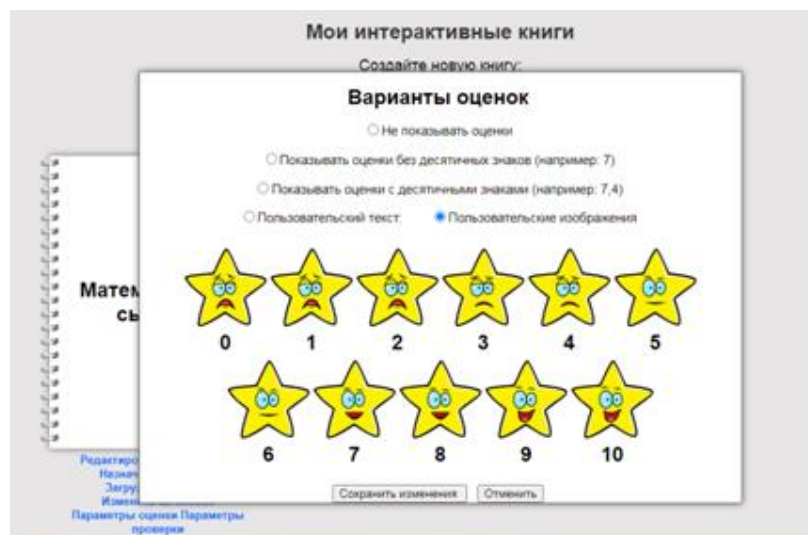 Мои интерактивные книги
Создайте новую книгу:
Варианты оценок
Не показывать оценки
Показывать оценки без десятичных знаков (например: 7)
Показывать оценки с десятичными знаками (например: 7,4)
Пользовательский текст: Пользовательские изображения
Матем
сы
0 1 2 3 4 5
6 7 8 9 10
Сохранить изменения Отменить
Редактиро
Назнач
Загру
Измен
Параметры оценки Параметры
проверки